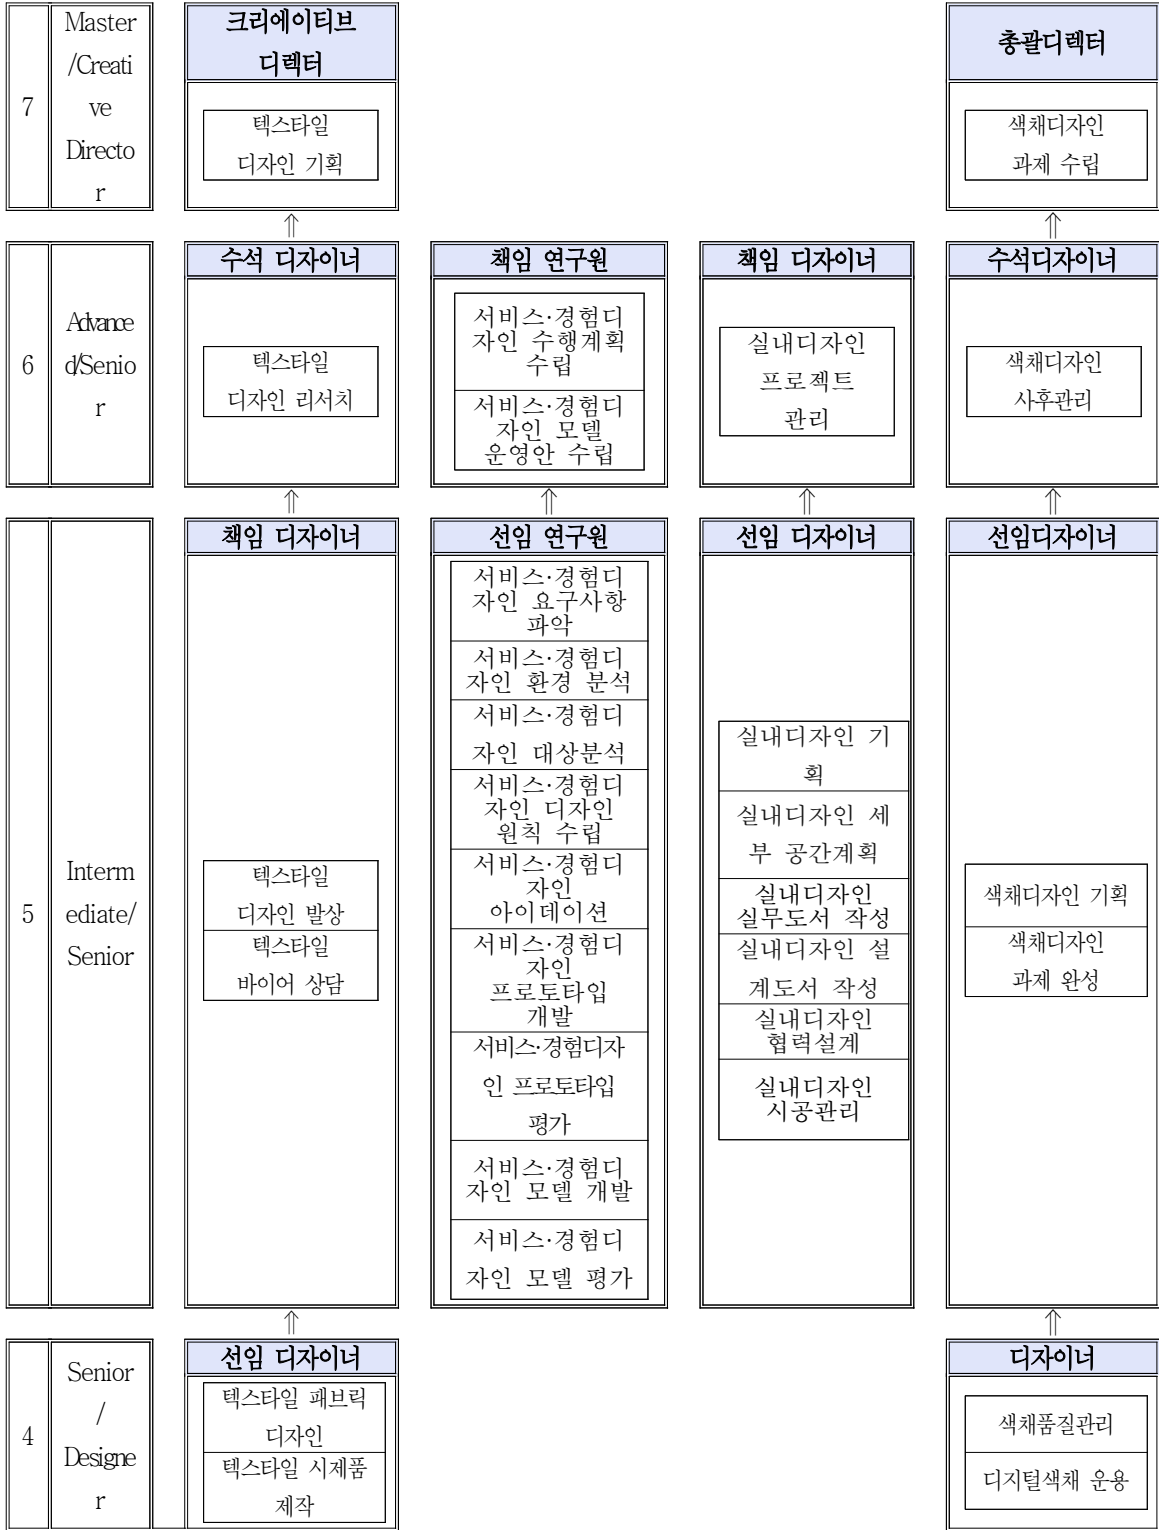 7
Master
/Creati
ve
Directo
r
크리에이티브
디렉터
텍스타일
디자인 기획
총괄디렉터
색채디자인
과제 수립
⇑
⇑
6
Advance
d/Senio
r
수석 디자이너
텍스타일
디자인 리서치
책임 연구원
서비스·경험디
자인 수행계획
수립
서비스·경험디
자인 모델
운영안 수립
책임 디자이너
실내디자인
프로젝트
관리
수석디자이너
색채디자인
사후관리
⇑
⇑
⇑
⇑
5
Interm
ediate/
Senior
책임 디자이너
텍스타일
디자인 발상
텍스타일
바이어 상담
선임 연구원
서비스·경험디
자인 요구사항
파악
서비스·경험디
자인 환경 분석
서비스·경험디
자인 대상분석
서비스·경험디
자인 디자인
원칙 수립
서비스·경험디
자인
아이데이션
서비스·경험디
자인
프로토타입
개발
서비스·경험디자
인 프로토타입
평가
서비스·경험디
자인 모델 개발
서비스·경험디
자인 모델 평가
선임 디자이너
실내디자인 기
획
실내디자인 세
부 공간계획
실내디자인
실무도서 작성
실내디자인 설
계도서 작성
실내디자인
협력설계
실내디자인
시공관리
선임디자이너
색채디자인 기획
색채디자인
과제 완성
⇑
⇑
4
Senior
/
Designe
r
선임 디자이너
텍스타일 패브릭
디자인
텍스타일 시제품
제작
디자이너
색채품질관리
디지털색채 운용